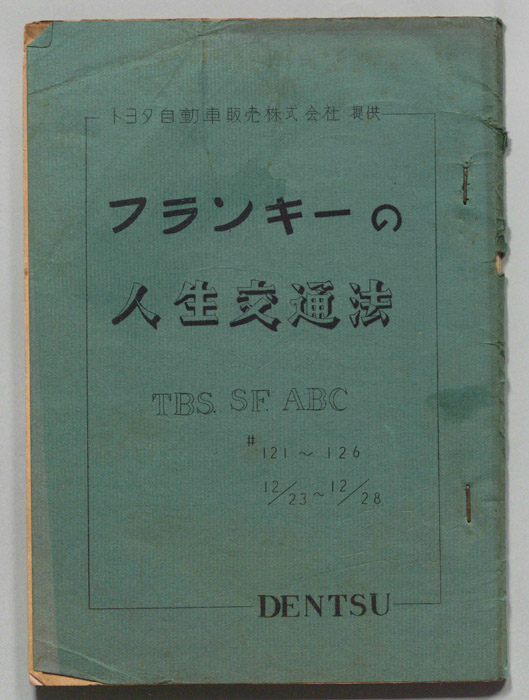 トヨタ自動車販売株式会社 提供
フランキーの
人生交通法
TBS. SF. ABC
# 121～126
12/23～12/28
DENTSU